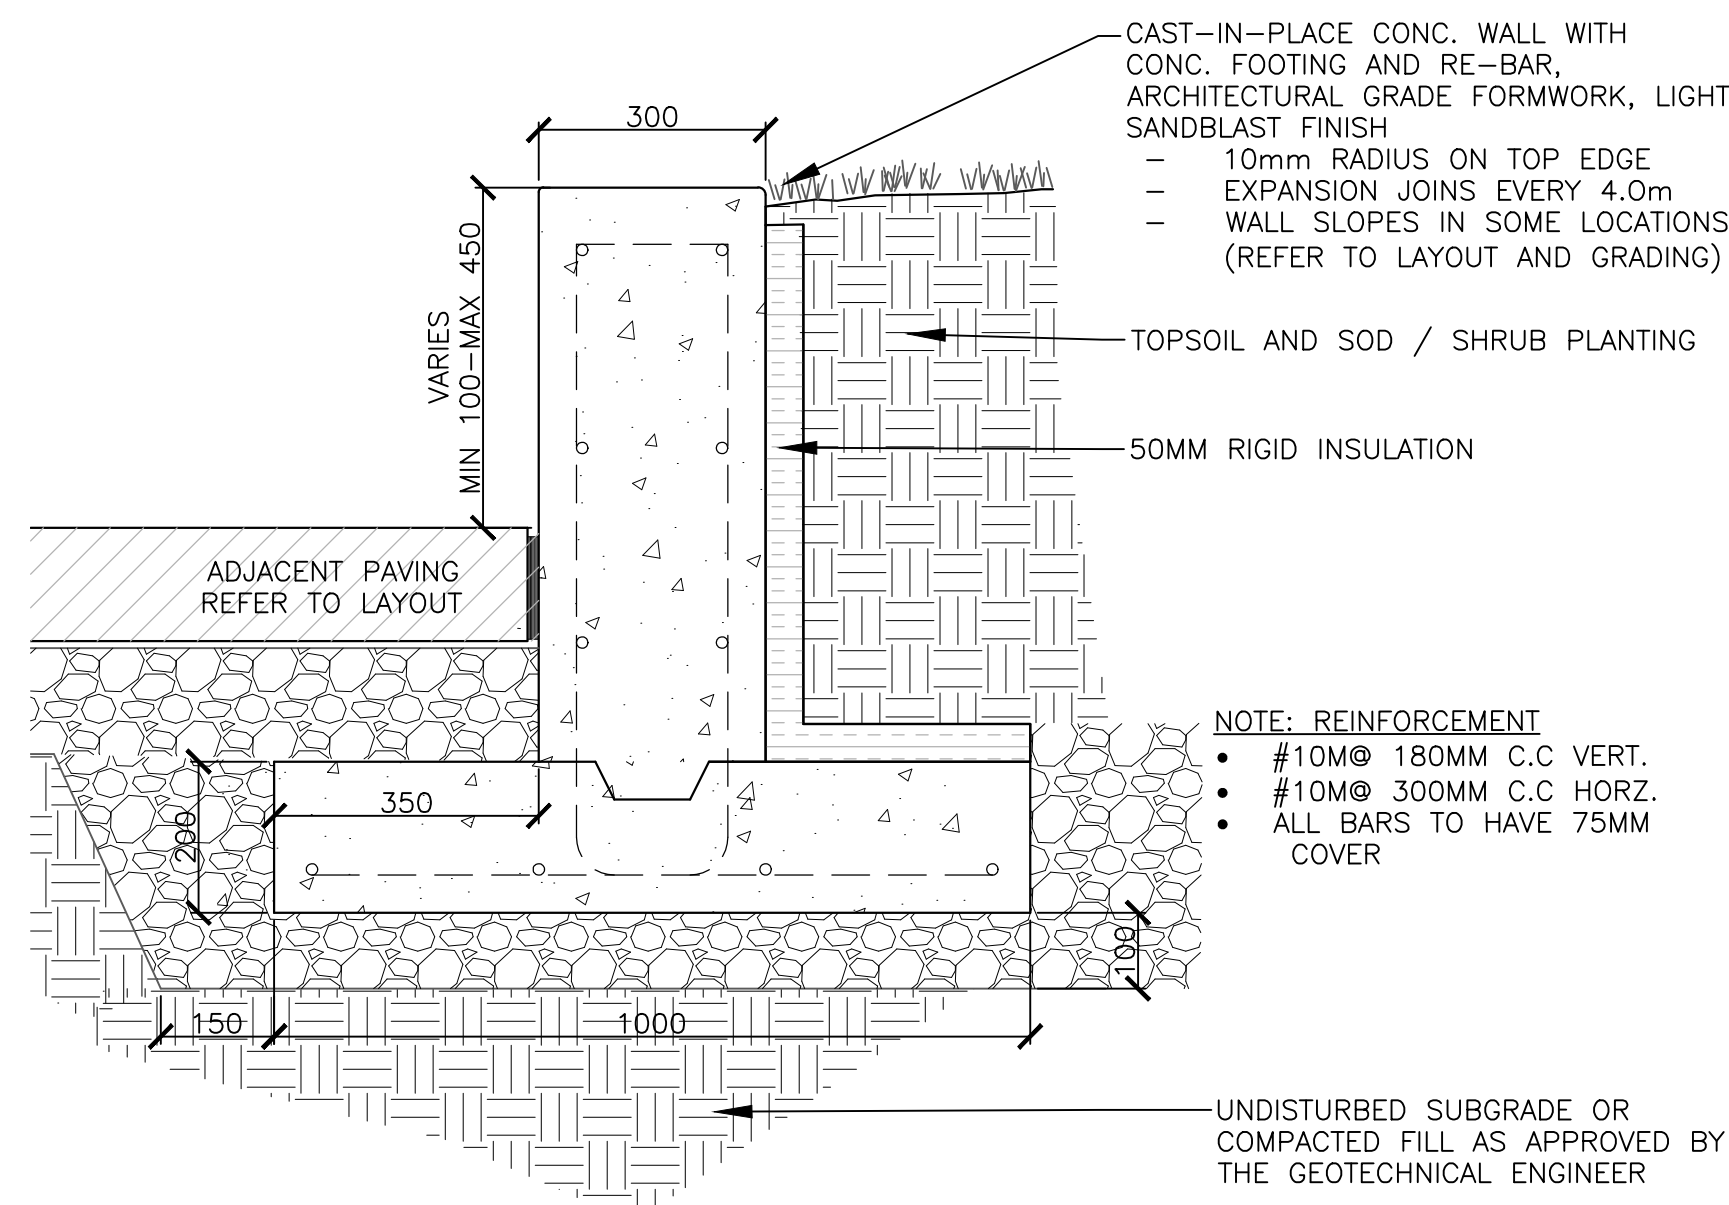 CAST-IN-PLACE CONC. WALL WITH
CONC. FOOTING AND RE-BAR,
ARCHITECTURAL GRADE FORMWORK, LIGHT
SANDBLAST FINISH
- 10mm RADIUS ON TOP EDGE
- EXPANSION JOINS EVERY 4.0m
- WALL SLOPES IN SOME LOCATIONS
(REFER TO LAYOUT AND GRADING)
300
VARIES
MIN 100-MAX 450
TOPSOIL AND SOD / SHRUB PLANTING
50MM RIGID INSULATION
ADJACENT PAVING
REFER TO LAYOUT
NOTE: REINFORCEMENT
• #10M@ 180MM C.C VERT.
• #10M@ 300MM C.C HORZ.
• ALL BARS TO HAVE 75MM
COVER
350
200
100
150
1000
UNDISTURBED SUBGRADE OR
COMPACTED FILL AS APPROVED BY
THE GEOTECHNICAL ENGINEER